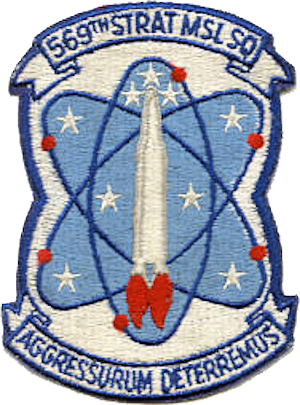 569TH STRAT MSL SQ
AGGRESSURUM DETERREMUS